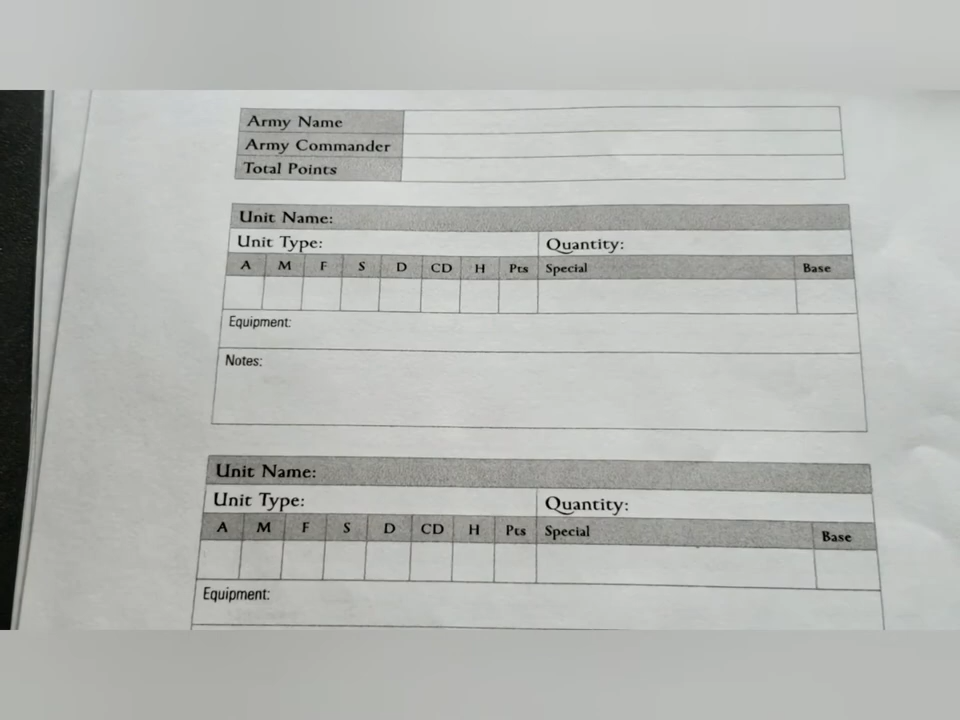 Army Name
Army Commander
Total Points
Unit Name:
Unit Type: Quantity:
A M F S D CD H Pts Special Base
Equipment:
Notes:
Unit Name:
Unit Type: Quantity:
A M F S D CD H Pts Special Base
Equipment: